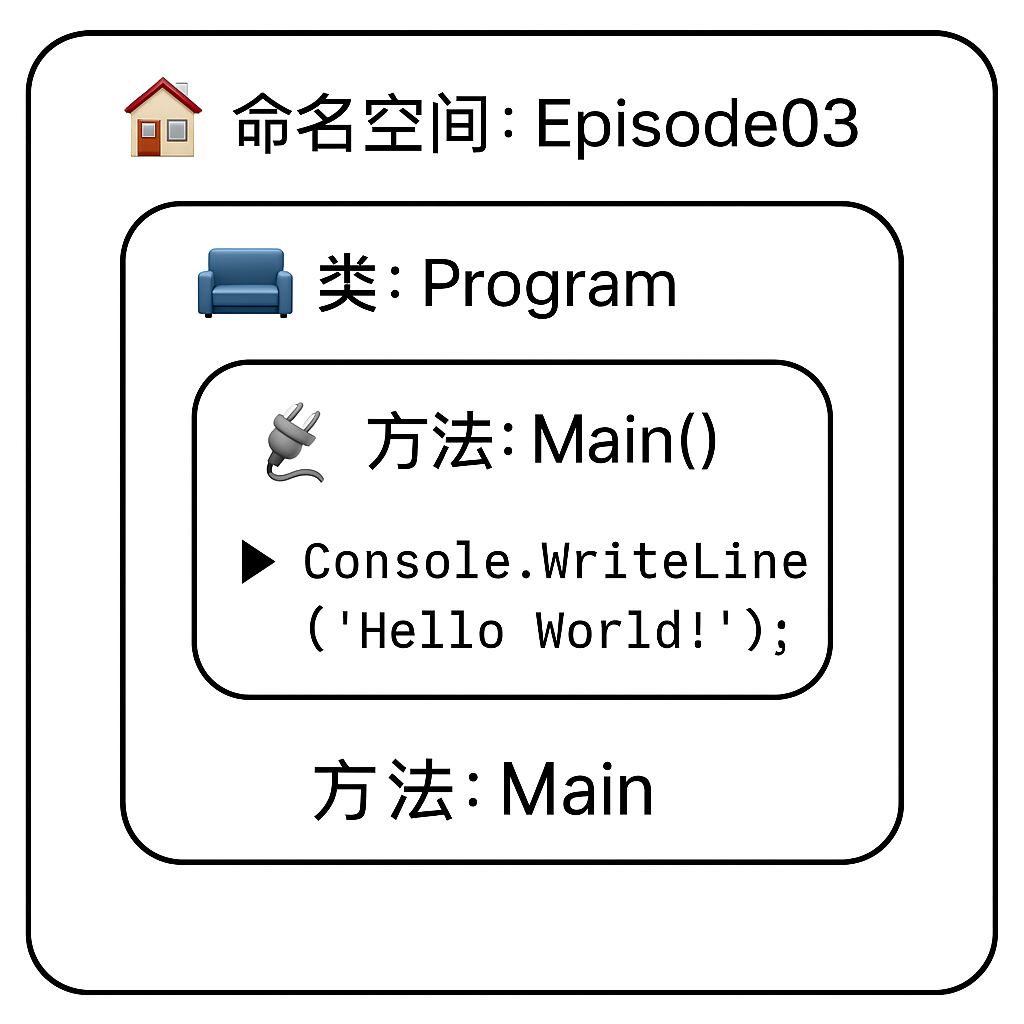 命名空间：Episode03
类：Program
方法：Main()
▶ Console.WriteLine
('Hello World!');
方法：Main